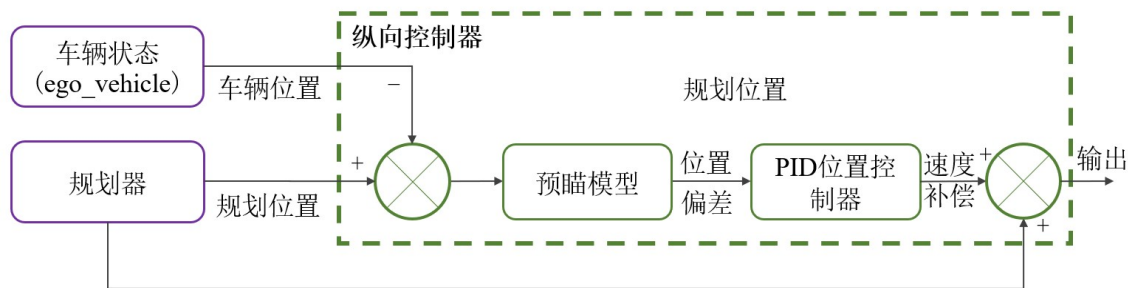 车辆状态
(ego_vehicle)
车辆位置
纵向控制器
规划位置
−
规划器
规划位置
+
预瞄模型
位置
偏差
PID位置控
制器
速度
补偿
+
+
输出